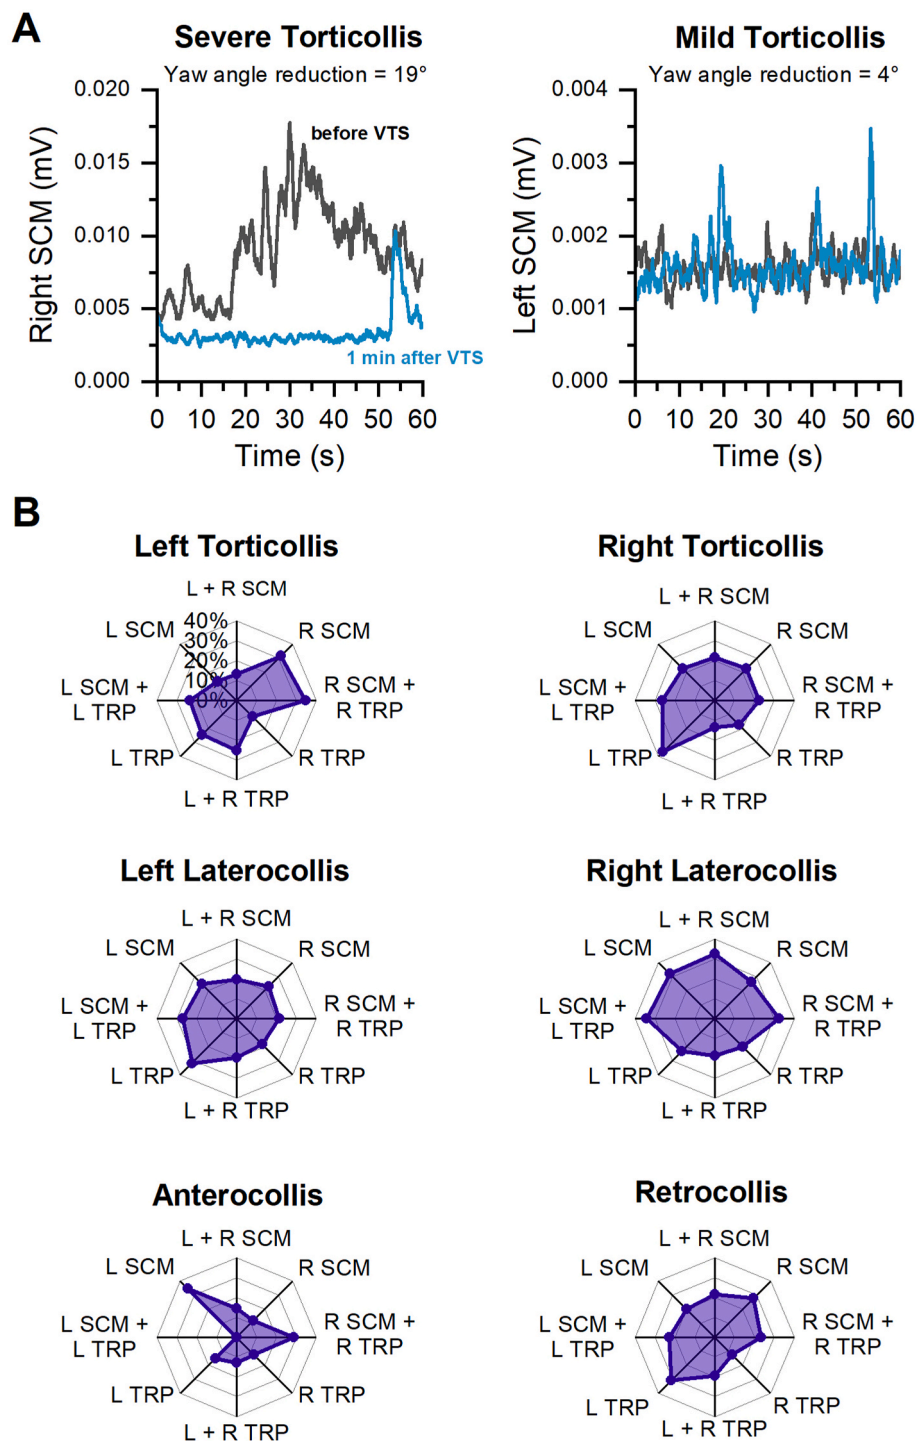 A
Severe Torticollis
Yaw angle reduction = 19°
0.020
0.015
0.010
0.005
0.000
Right SCM (mV)
before VTS
1 min after VTS
0 10 20 30 40 50 60
Time (s)
Mild Torticollis
Yaw angle reduction = 4°
0.004
0.003
0.002
0.001
0.000
Left SCM (mV)
0 10 20 30 40 50 60
Time (s)
B
Left Torticollis
L + R SCM
40%
30%
20%
10%
0%
L SCM
R SCM
L SCM +
L TRP
R SCM +
R TRP
L TRP
R TRP
L + R TRP
Right Torticollis
L + R SCM
L SCM
R SCM
L SCM +
L TRP
R SCM +
R TRP
L TRP
R TRP
L + R TRP
Left Laterocollis
L + R SCM
L SCM
R SCM
L SCM +
L TRP
R SCM +
R TRP
L TRP
R TRP
L + R TRP
Right Laterocollis
L + R SCM
L SCM
R SCM
L SCM +
L TRP
R SCM +
R TRP
L TRP
R TRP
L + R TRP
Anterocollis
L + R SCM
L SCM
R SCM
L SCM +
L TRP
R SCM +
R TRP
L TRP
R TRP
L + R TRP
Retrocollis
L + R SCM
L SCM
R SCM
L SCM +
L TRP
R SCM +
R TRP
L TRP
R TRP
L + R TRP